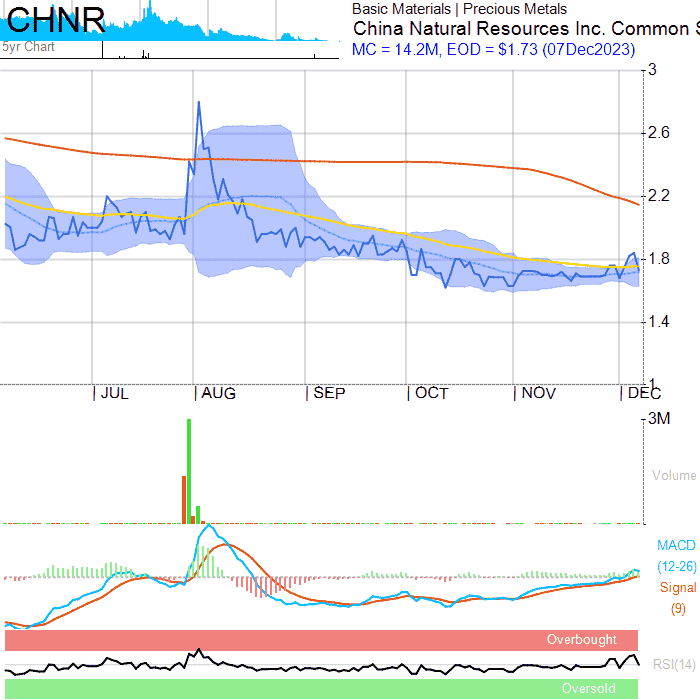 CHNR
Basic Materials | Precious Metals
China Natural Resources Inc. Common S
5yr Chart
MC = 14.2M, EOD = $1.73 (07Dec2023)
3
2.6
2.2
1.8
1.4
1
JUL
AUG
SEP
OCT
NOV
DEC
3M
Volume
MACD
(12-26)
Signal
(9)
Overbought
RSI(14)
Oversold